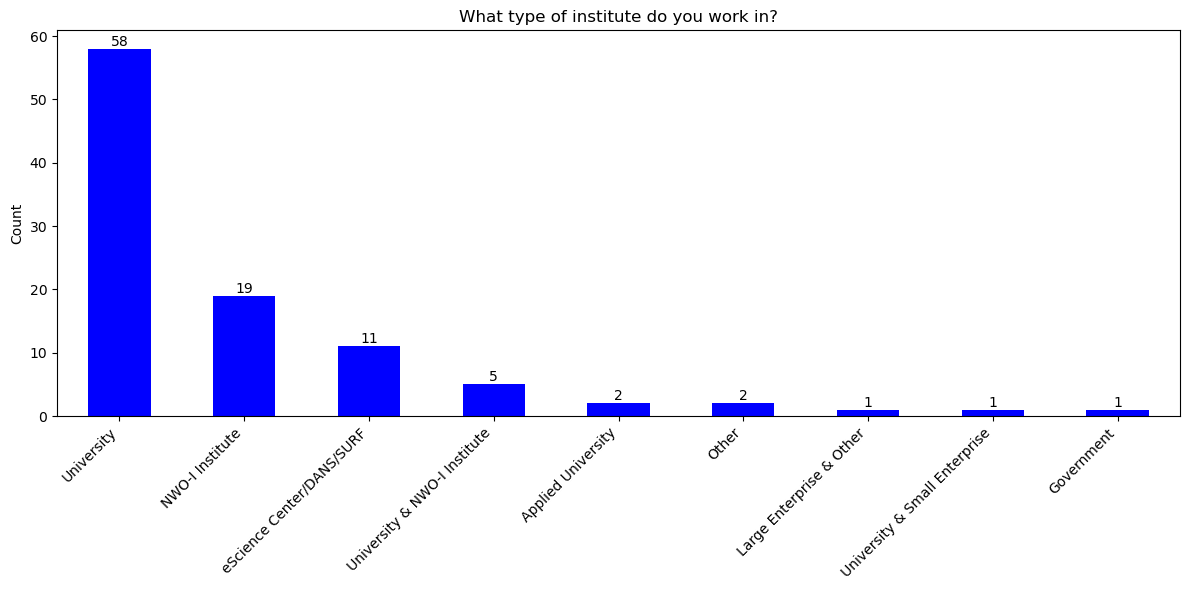 What type of institute do you work in?
60
50
40
30
20
10
0
Count
58
19
11
5
2
2
1
1
1
University
NWO-I Institute
eScience Center/DANS/SURF
University & NWO-I Institute
Applied University
Other
Large Enterprise & Other
University & Small Enterprise
Government